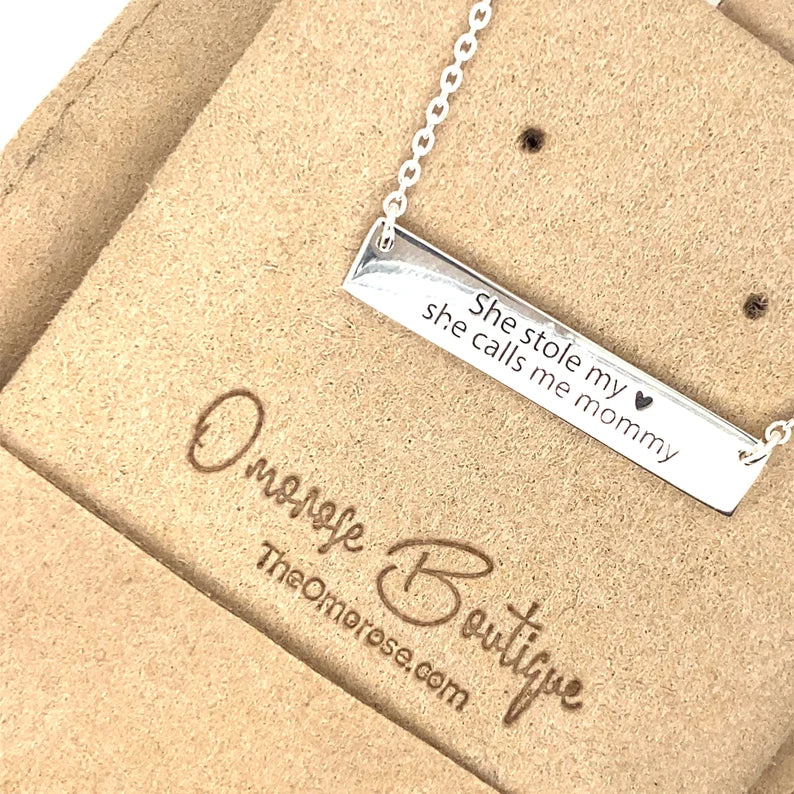 She stole my ♥
she calls me mommy
Omorose Boutique
TheOmorose.com